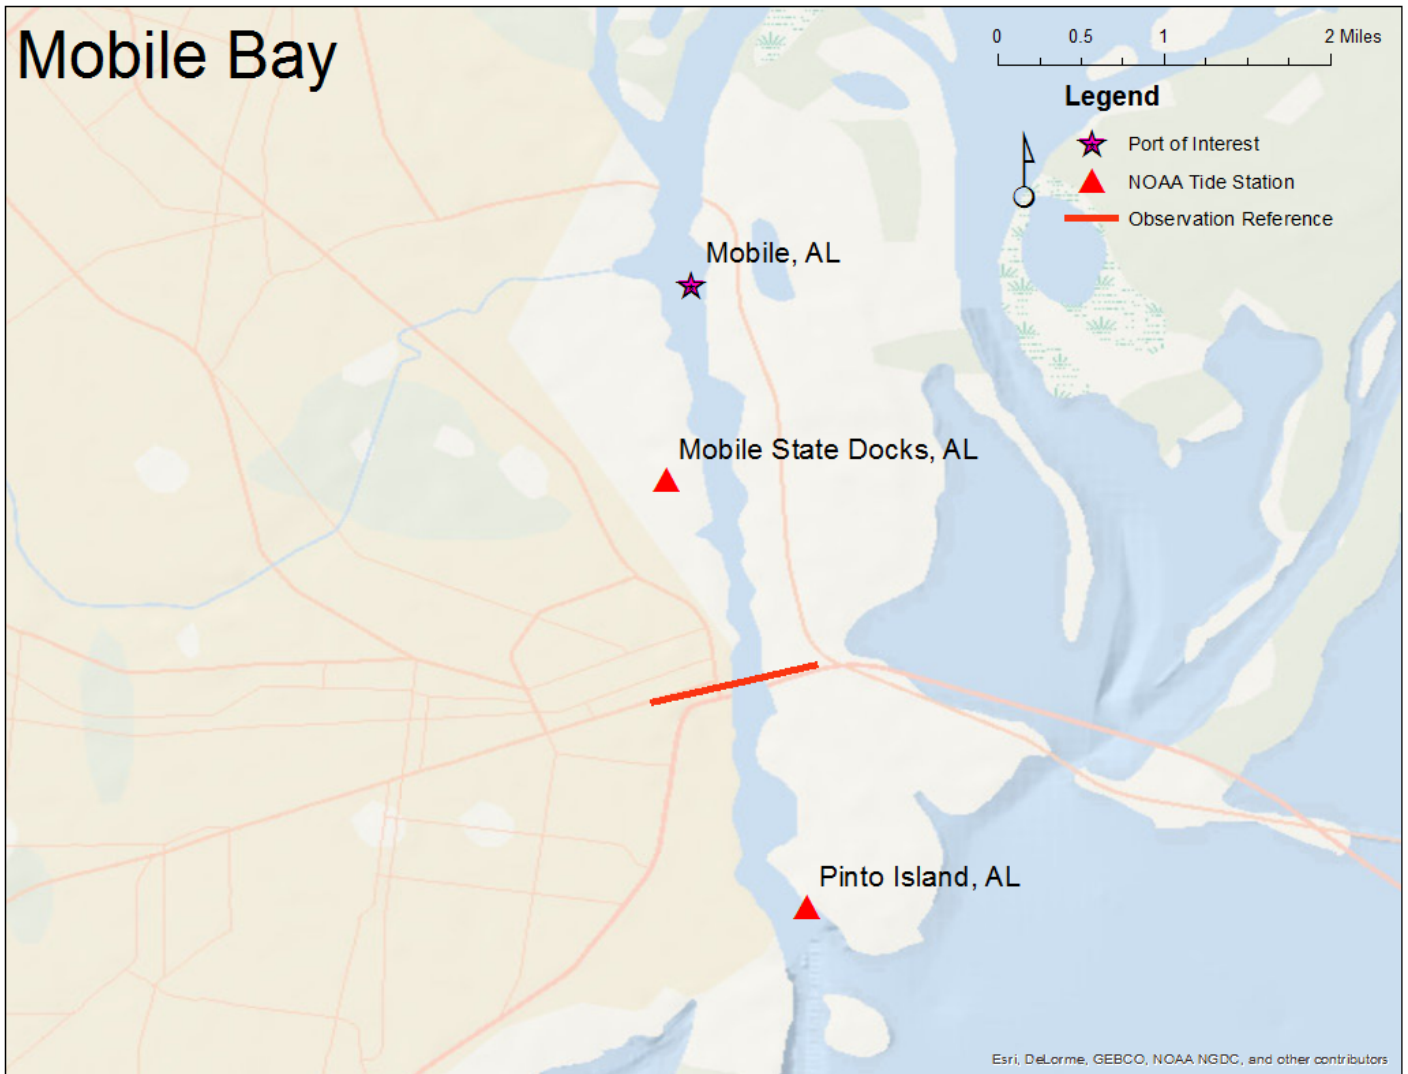 Mobile Bay
0 0.5 1 2 Miles
Legend
Port of Interest
NOAA Tide Station
Observation Reference
Mobile, AL
Mobile State Docks, AL
Pinto Island, AL
Esri, DeLorme, GEBCO, NOAA NGDC, and other contributors